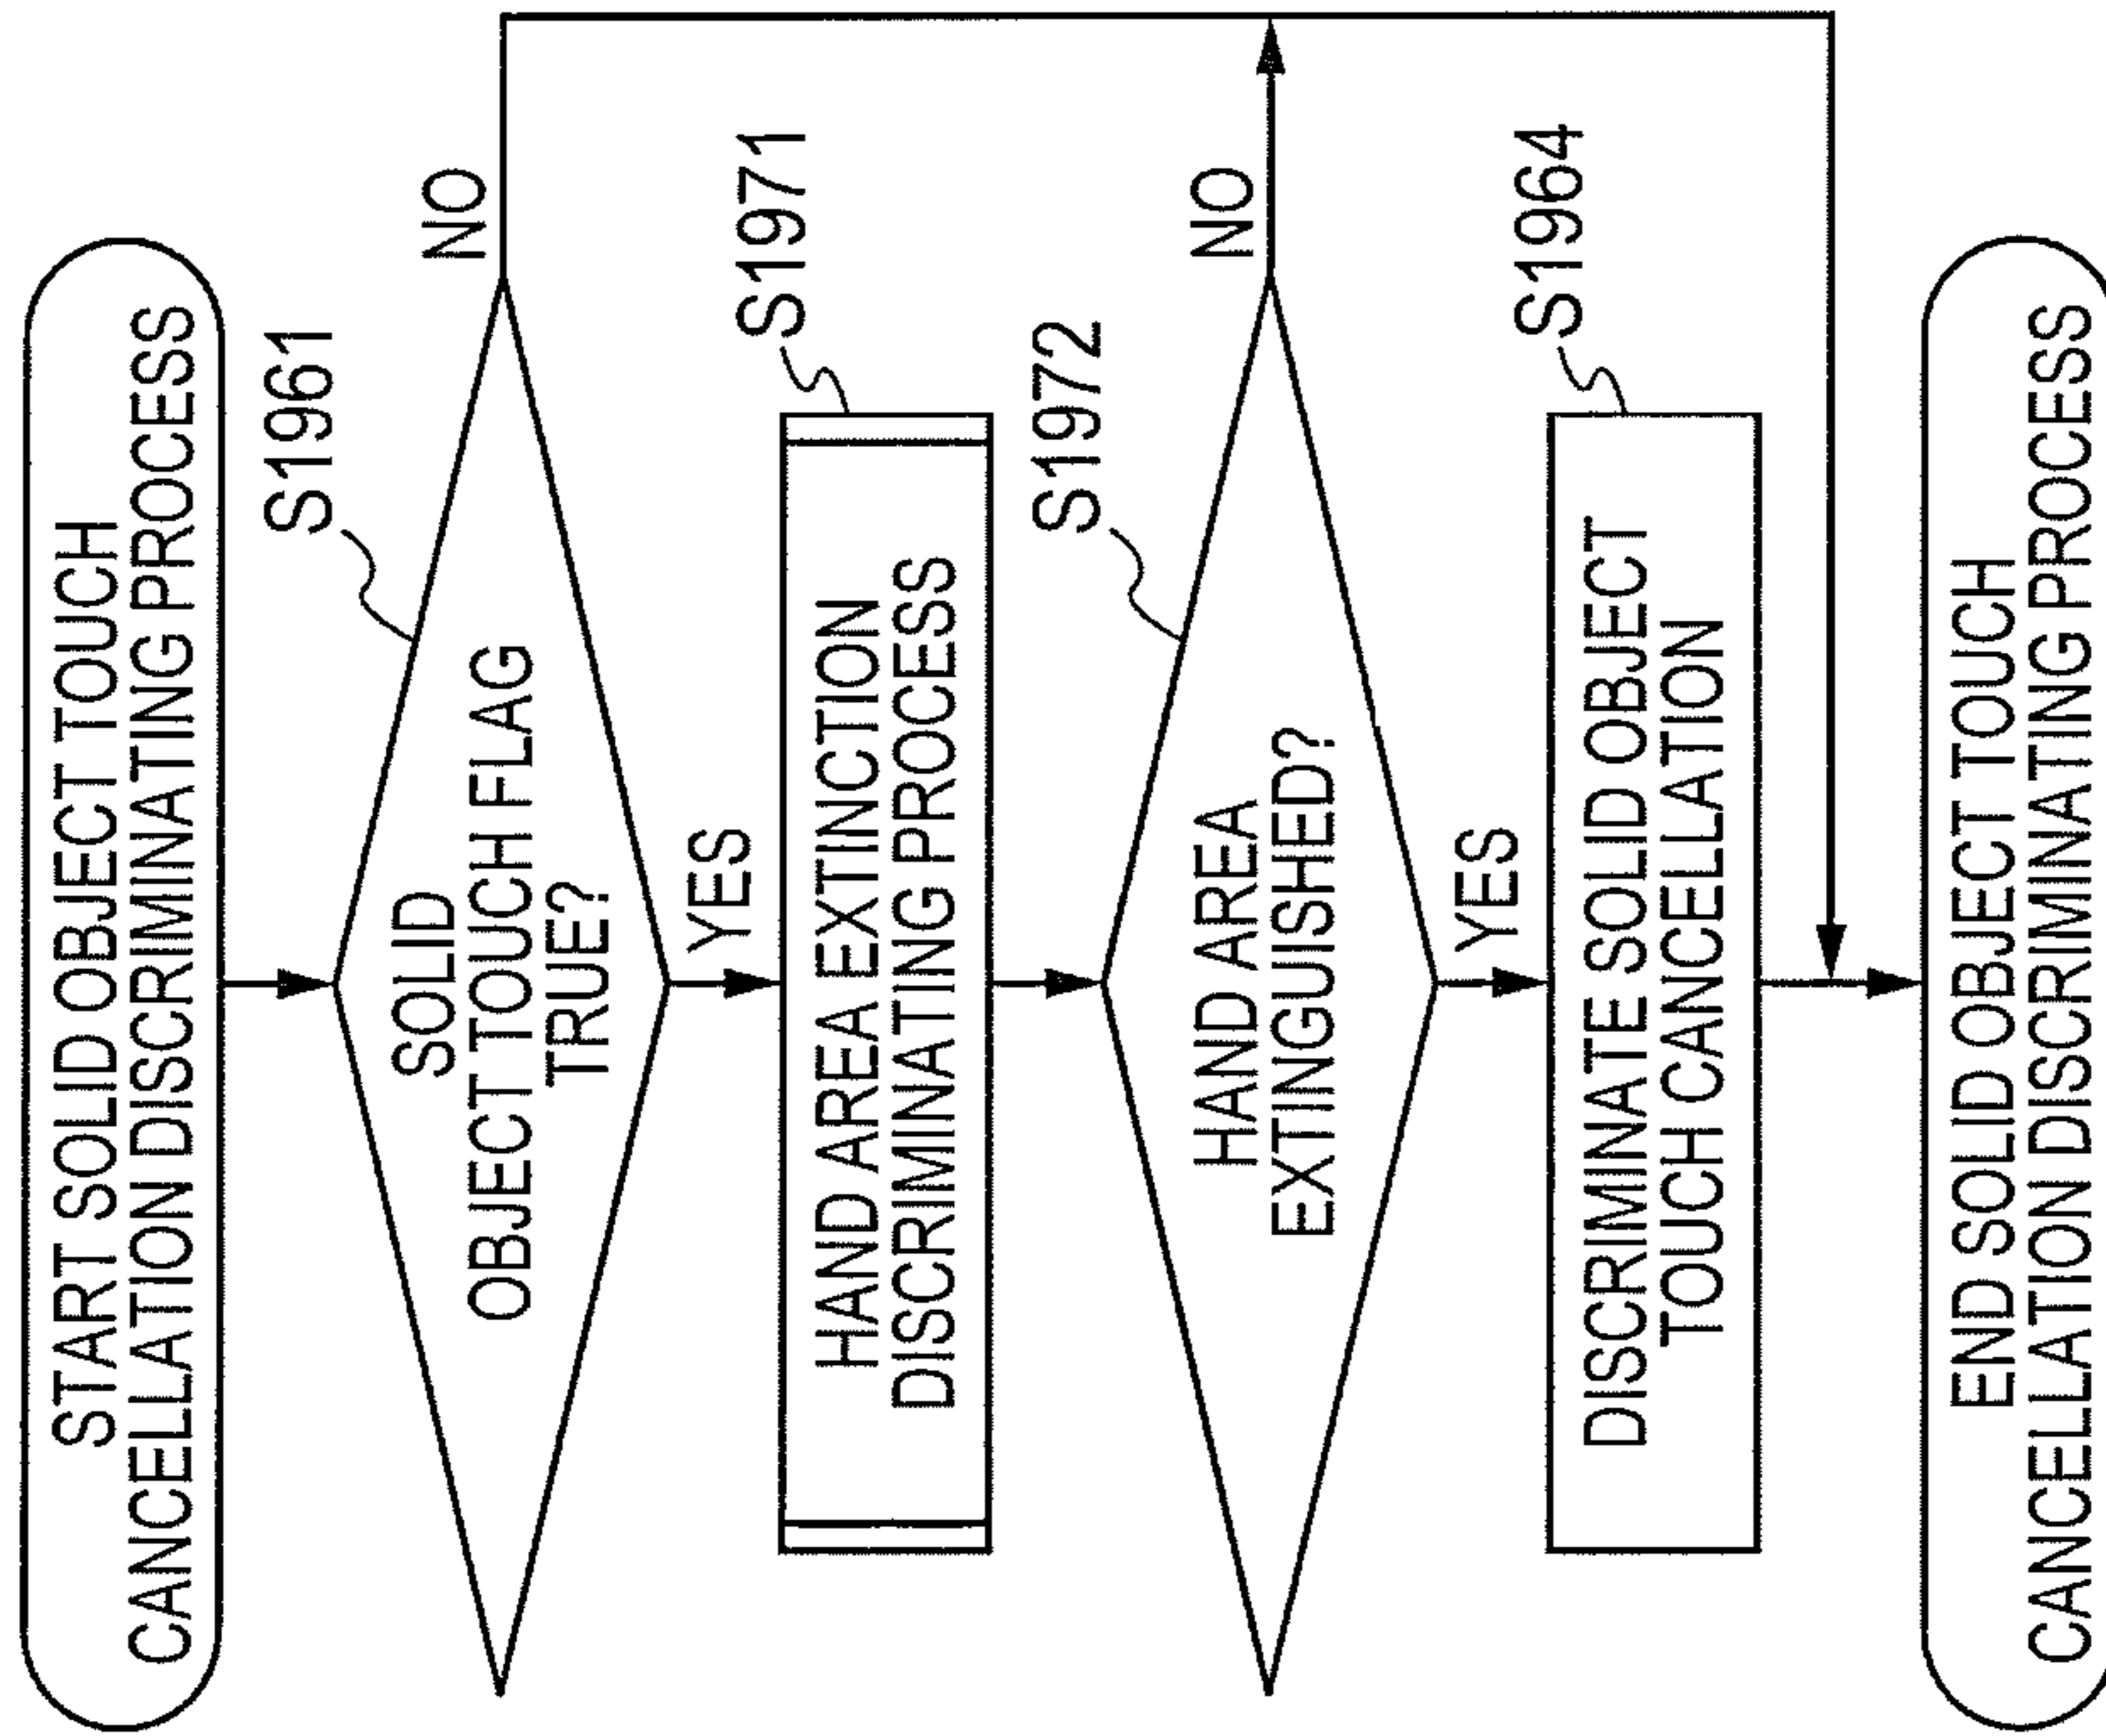 START SOLID OBJECT TOUCH
CANCELLATION DISCRIMINATING PROCESS
S1961
SOLID
OBJECT TOUCH FLAG
TRUE?
NO
YES
S1971
HAND AREA EXTINCTION
DISCRIMINATING PROCESS
S1972
HAND AREA
EXTINGUISHED?
NO
YES
S1964
DISCRIMINATE SOLID OBJECT
TOUCH CANCELLATION
END SOLID OBJECT TOUCH
CANCELLATION DISCRIMINATING PROCESS